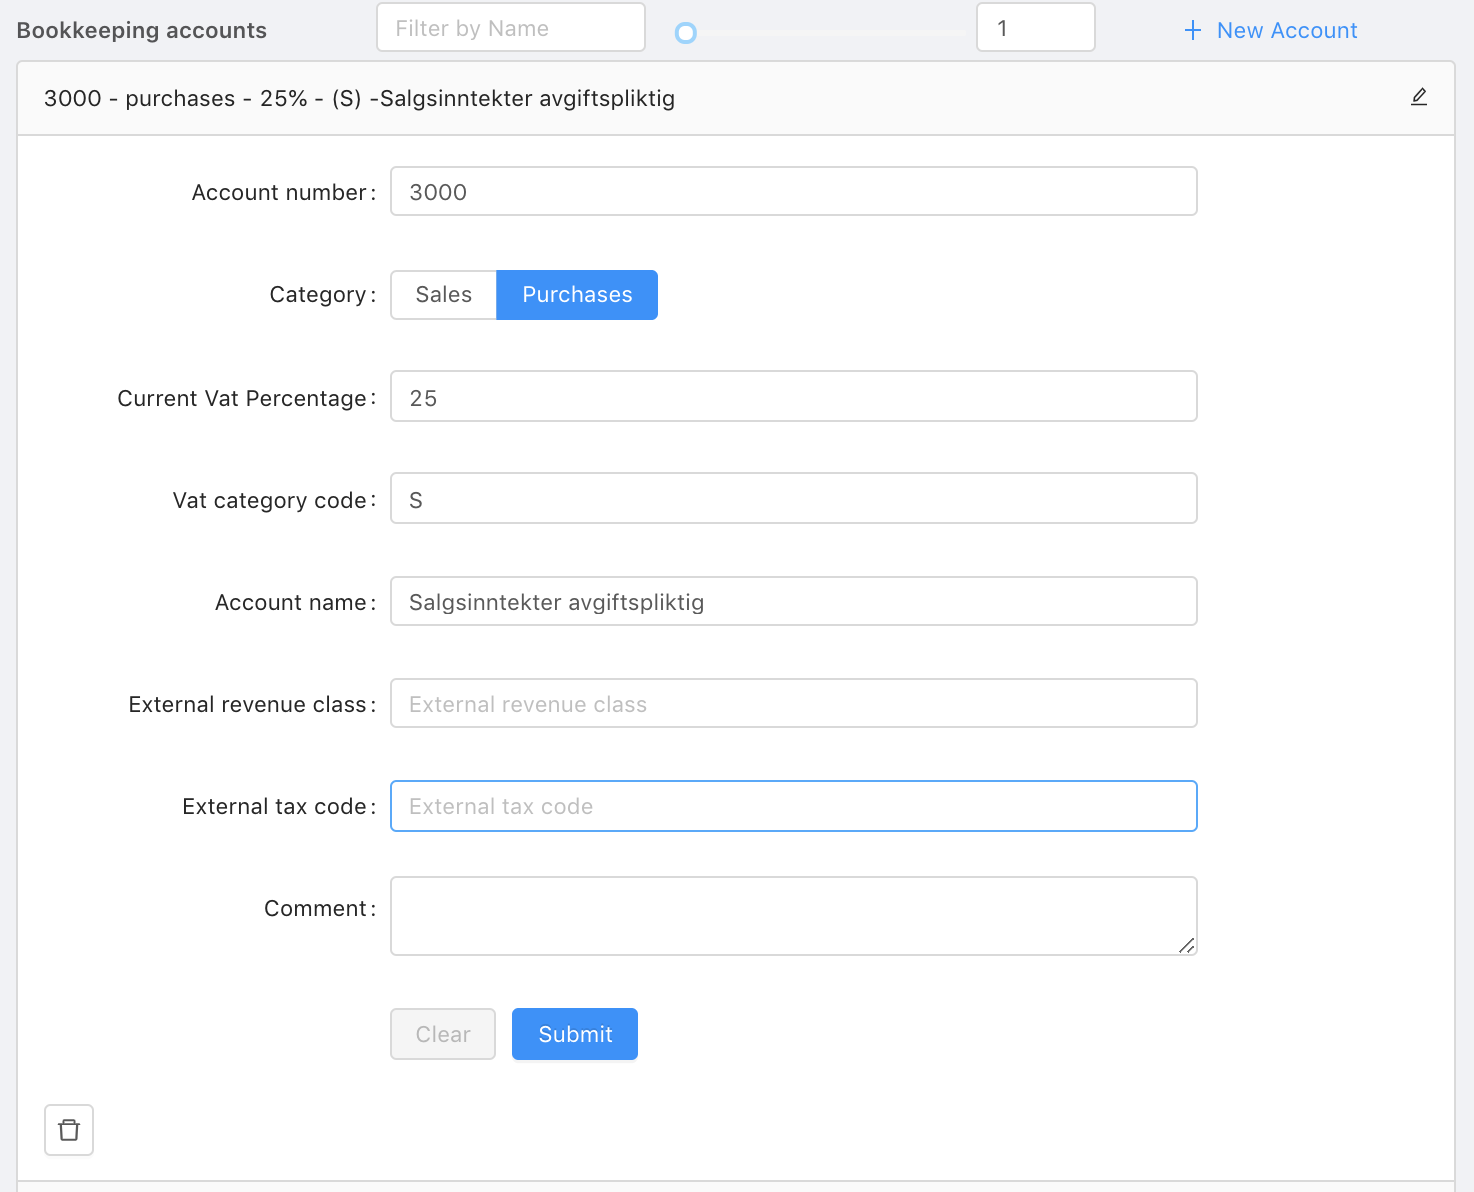 Bookkeeping accounts
Filter by Name
1
+ New Account
3000 - purchases - 25% - (S) -Salgsinntekter avgiftspliktig
Account number: 3000
Category: Sales Purchases
Current Vat Percentage: 25
Vat category code: S
Account name: Salgsinntekter avgiftspliktig
External revenue class: External revenue class
External tax code: External tax code
Comment:
Clear Submit